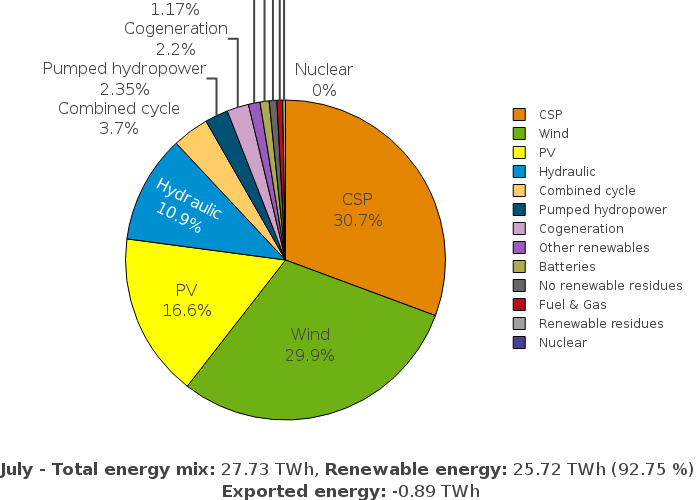 1.17%
Cogeneration
2.2%
Pumped hydropower
2.35%
Combined cycle
3.7%
Nuclear
0%
Hydraulic
10.9%
CSP
30.7%
PV
16.6%
Wind
29.9%
CSP
Wind
PV
Hydraulic
Combined cycle
Pumped hydropower
Cogeneration
Other renewables
Batteries
No renewable residues
Fuel & Gas
Renewable residues
Nuclear
July - Total energy mix: 27.73 TWh, Renewable energy: 25.72 TWh (92.75 %)
Exported energy: -0.89 TWh